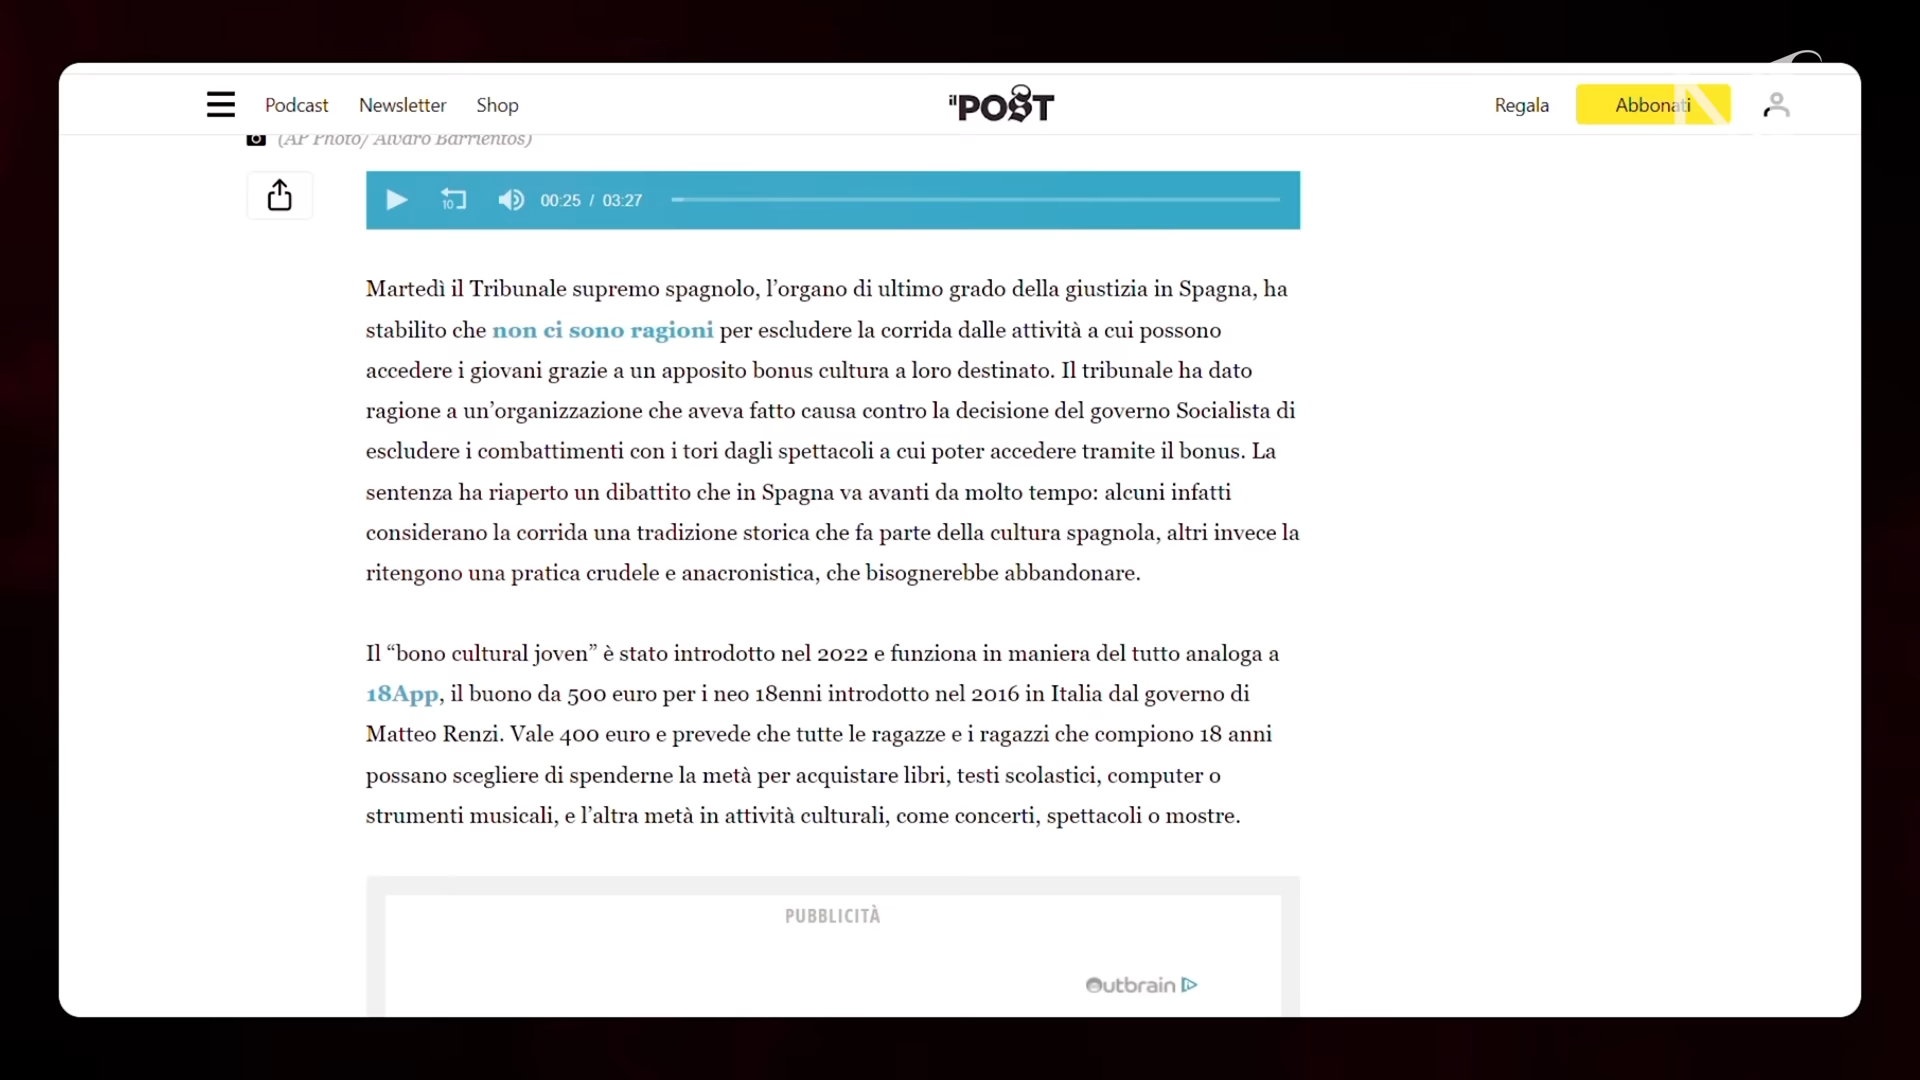 Podcast Newsletter Shop
il POST
Regala Abbonati
(AP Photo/ Alvaro Barrientos)
10 00:25 / 03:27
Martedì il Tribunale supremo spagnolo, l’organo di ultimo grado della giustizia in Spagna, ha
stabilito che non ci sono ragioni per escludere la corrida dalle attività a cui possono
accedere i giovani grazie a un apposito bonus cultura a loro destinato. Il tribunale ha dato
ragione a un’organizzazione che aveva fatto causa contro la decisione del governo Socialista di
escludere i combattimenti con i tori dagli spettacoli a cui poter accedere tramite il bonus. La
sentenza ha riaperto un dibattito che in Spagna va avanti da molto tempo: alcuni infatti
considerano la corrida una tradizione storica che fa parte della cultura spagnola, altri invece la
ritengono una pratica crudele e anacronistica, che bisognerebbe abbandonare.
Il “bono cultural joven” è stato introdotto nel 2022 e funziona in maniera del tutto analoga a
18App, il buono da 500 euro per i neo 18enni introdotto nel 2016 in Italia dal governo di
Matteo Renzi. Vale 400 euro e prevede che tutte le ragazze e i ragazzi che compiono 18 anni
possano scegliere di spenderne la metà per acquistare libri, testi scolastici, computer o
strumenti musicali, e l’altra metà in attività culturali, come concerti, spettacoli o mostre.
PUBBLICITÀ
Outbrain